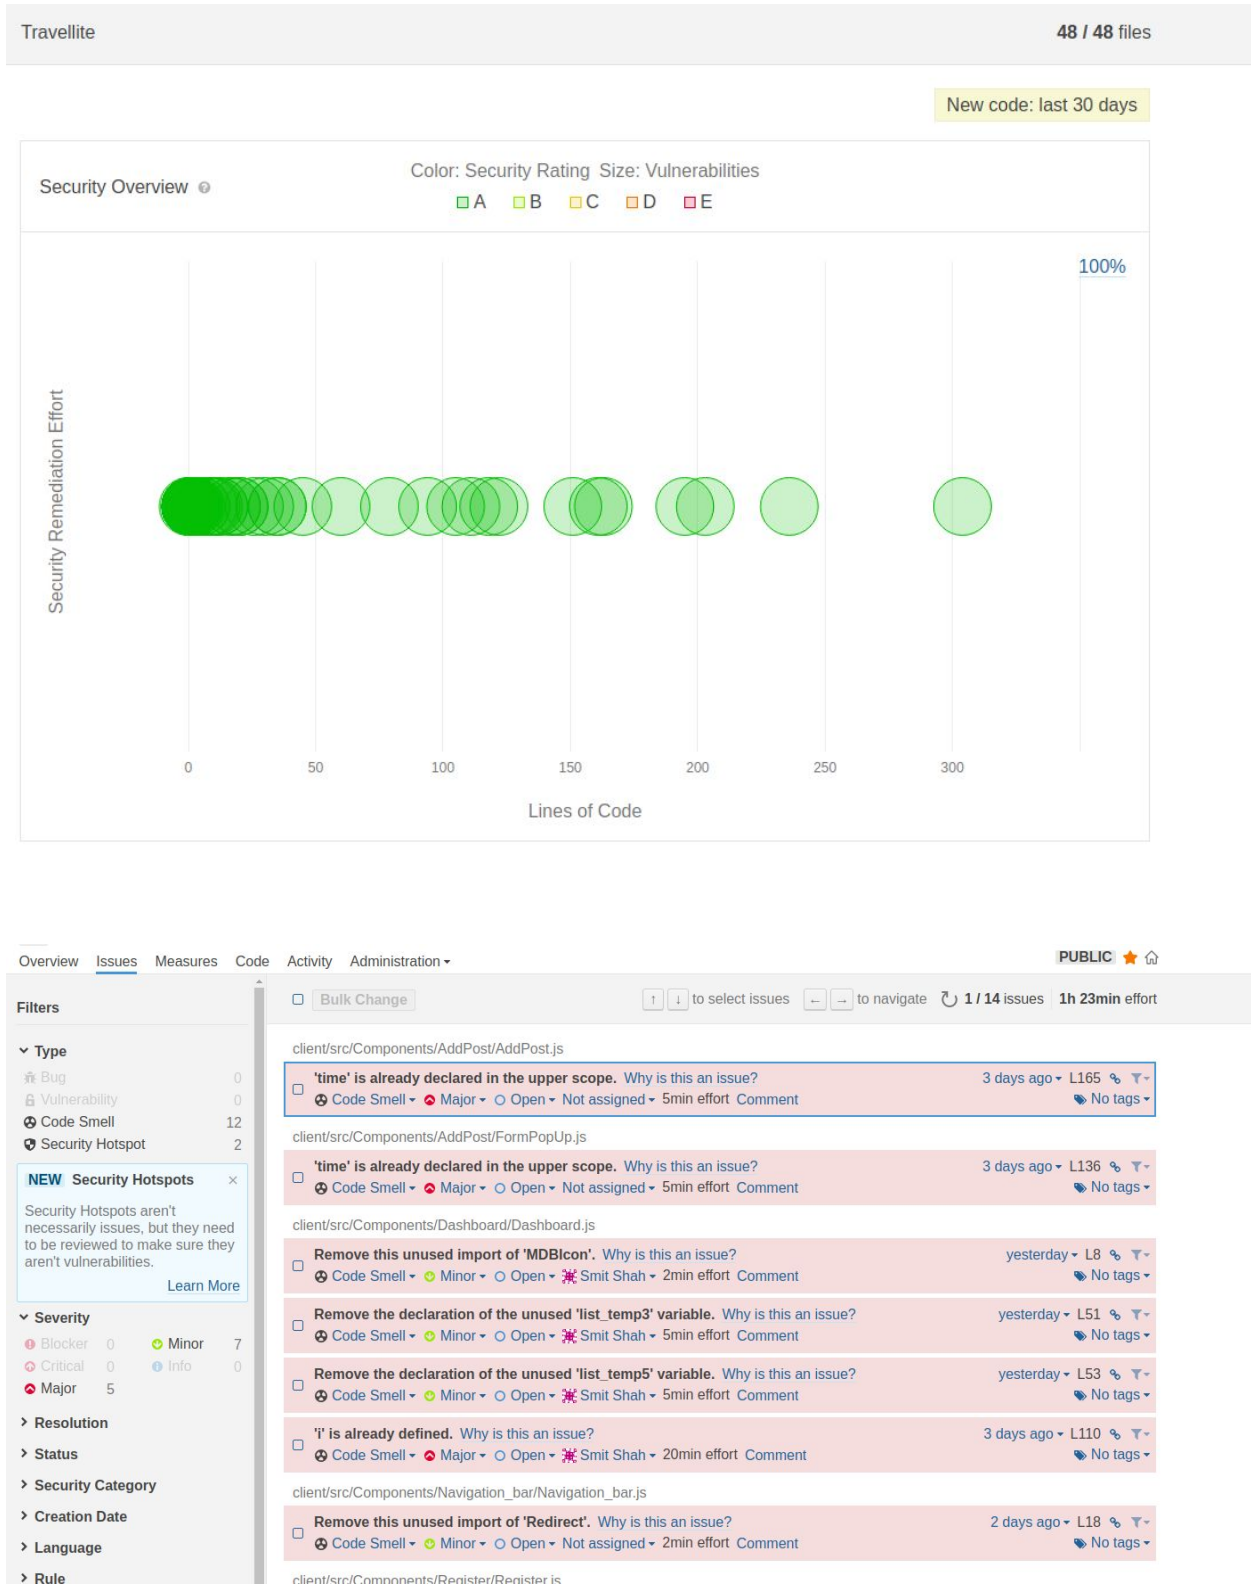 Travellite 48 / 48 files
New code: last 30 days
Security Overview Color: Security Rating Size: Vulnerabilities
A B C D E
100%
Security Remediation Effort
0 50 100 150 200 250 300
Lines of Code
Overview Issues Measures Code Activity Administration PUBLIC
Filters
Type
Bug 0
Vulnerability 0
Code Smell 12
Security Hotspot 2
NEW Security Hotspots ×
Security Hotspots aren't
necessarily issues, but they need
to be reviewed to make sure they
aren't vulnerabilities.
Learn More
Severity
Blocker 0 Minor 7
Critical 0 Info 0
Major 5
Resolution
Status
Security Category
Creation Date
Language
Rule
Bulk Change ↑ ↓ to select issues ← → to navigate 1 / 14 issues 1h 23min effort
client/src/Components/AddPost/AddPost.js
'time' is already declared in the upper scope. Why is this an issue? 3 days ago L165
Code Smell Major Open Not assigned 5min effort Comment No tags
client/src/Components/AddPost/FormPopUp.js
'time' is already declared in the upper scope. Why is this an issue? 3 days ago L136
Code Smell Major Open Not assigned 5min effort Comment No tags
client/src/Components/Dashboard/Dashboard.js
Remove this unused import of 'MDBIcon'. Why is this an issue? yesterday L8
Code Smell Minor Open Smit Shah 2min effort Comment No tags
Remove the declaration of the unused 'list_temp3' variable. Why is this an issue? yesterday L51
Code Smell Minor Open Smit Shah 5min effort Comment No tags
Remove the declaration of the unused 'list_temp5' variable. Why is this an issue? yesterday L53
Code Smell Minor Open Smit Shah 5min effort Comment No tags
'i' is already defined. Why is this an issue? 3 days ago L110
Code Smell Major Open Smit Shah 20min effort Comment No tags
client/src/Components/Navigation_bar/Navigation_bar.js
Remove this unused import of 'Redirect'. Why is this an issue? 2 days ago L18
Code Smell Minor Open Not assigned 2min effort Comment No tags
client/src/Components/Register/Register.js